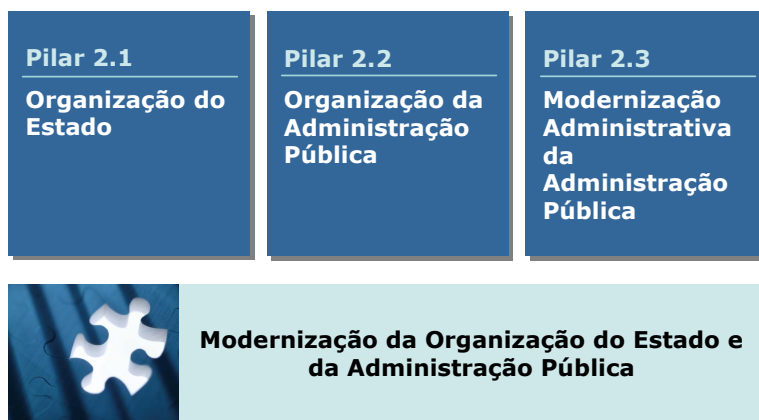 Pilar 2.1
Organização do
Estado
Pilar 2.2
Organização da
Administração
Pública
Pilar 2.3
Modernização
Administrativa
da
Administração
Pública
Modernização da Organização do Estado e
da Administração Pública